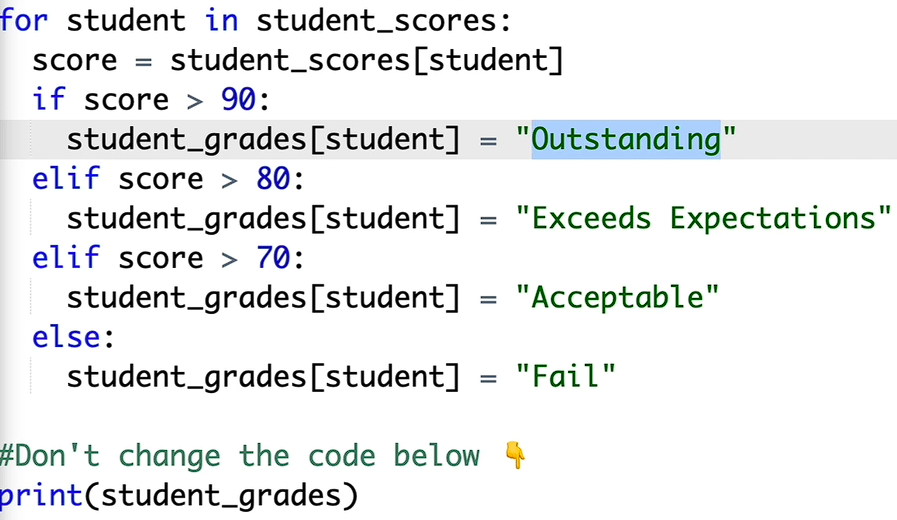 for student in student_scores:
  score = student_scores[student]
  if score > 90:
    student_grades[student] = "Outstanding"
  elif score > 80:
    student_grades[student] = "Exceeds Expectations"
  elif score > 70:
    student_grades[student] = "Acceptable"
  else:
    student_grades[student] = "Fail"
#Don't change the code below 👇
print(student_grades)